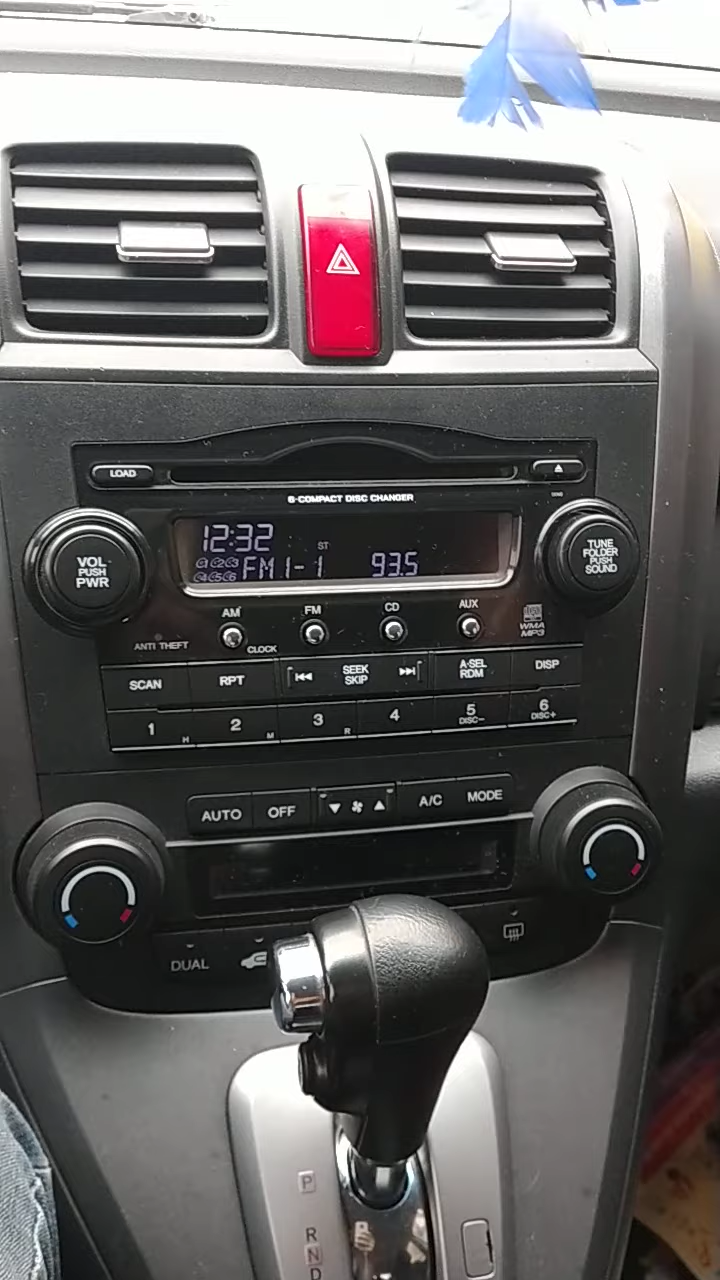 LOAD
6-COMPACT DISC CHANGER
VOL
PUSH
PWR
12:32
ST
FM1-1 93.5
TUNE
FOLDER
PUSH
SOUND
AM FM CD AUX
CLOCK
ANTI THEFT
WMA
MP3
SCAN RPT SEEK
SKIP
A·SEL
RDM
DISP
1 H 2 M 3 R 4 5 6
DISC- DISC+
AUTO OFF A/C MODE
DUAL
P
R
N
D